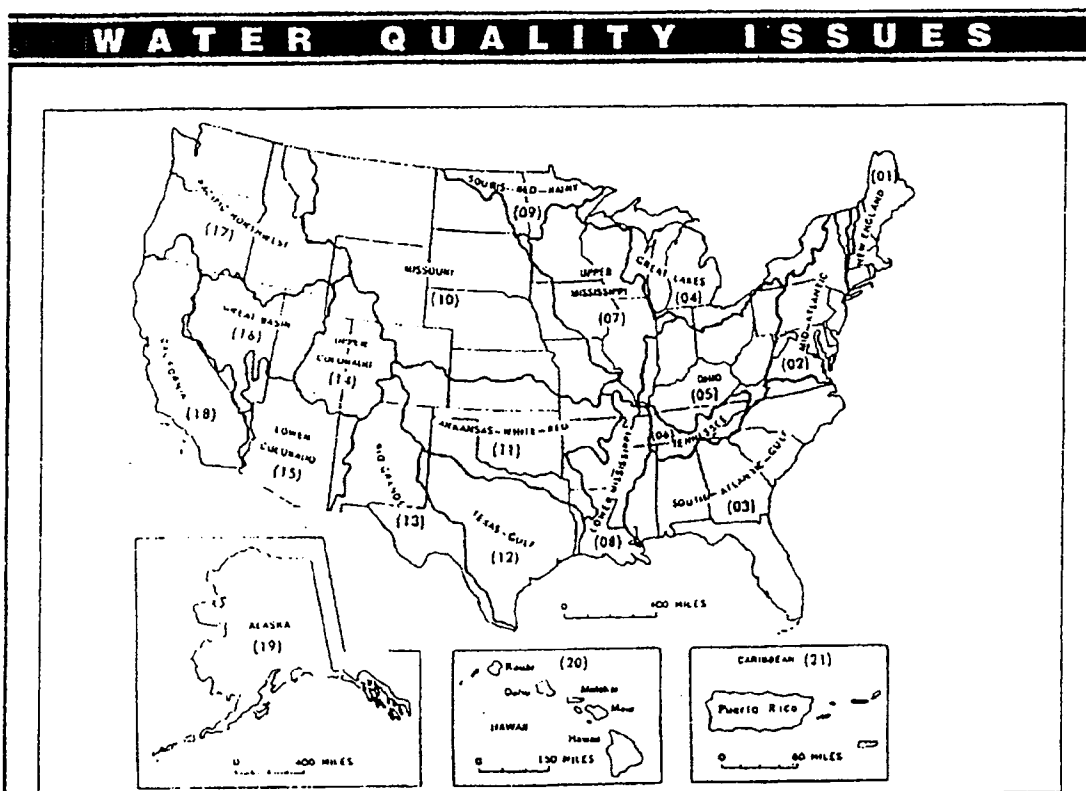 WATER QUALITY ISSUES
PACIFIC-NORTHWEST
(17)
SOURIS-RED-RAINY
(09)
(01)
NEW ENGLAND
MISSOURI
(10)
UPPER
MISSISSIPPI
(07)
GREAT LAKES
(04)
MID-ATLANTIC
(02)
GREAT BASIN
(16)
UPPER
COLORADO
(14)
CALIFORNIA
(18)
OHIO
(05)
(06)
TENNESSEE
LOWER
COLORADO
(15)
ARKANSAS-WHITE-RED
(11)
RIO GRANDE
(13)
TEXAS-GULF
(12)
LOWER MISSISSIPPI
(08)
SOUTH-ATLANTIC-GULF
(03)
0 400 MILES
ALASKA
(19)
0 400 MILES
Kauai (20)
Oahu
Molokai
Maui
HAWAII
Hawaii
0 150 MILES
CARIBBEAN (21)
Puerto Rico
0 60 MILES